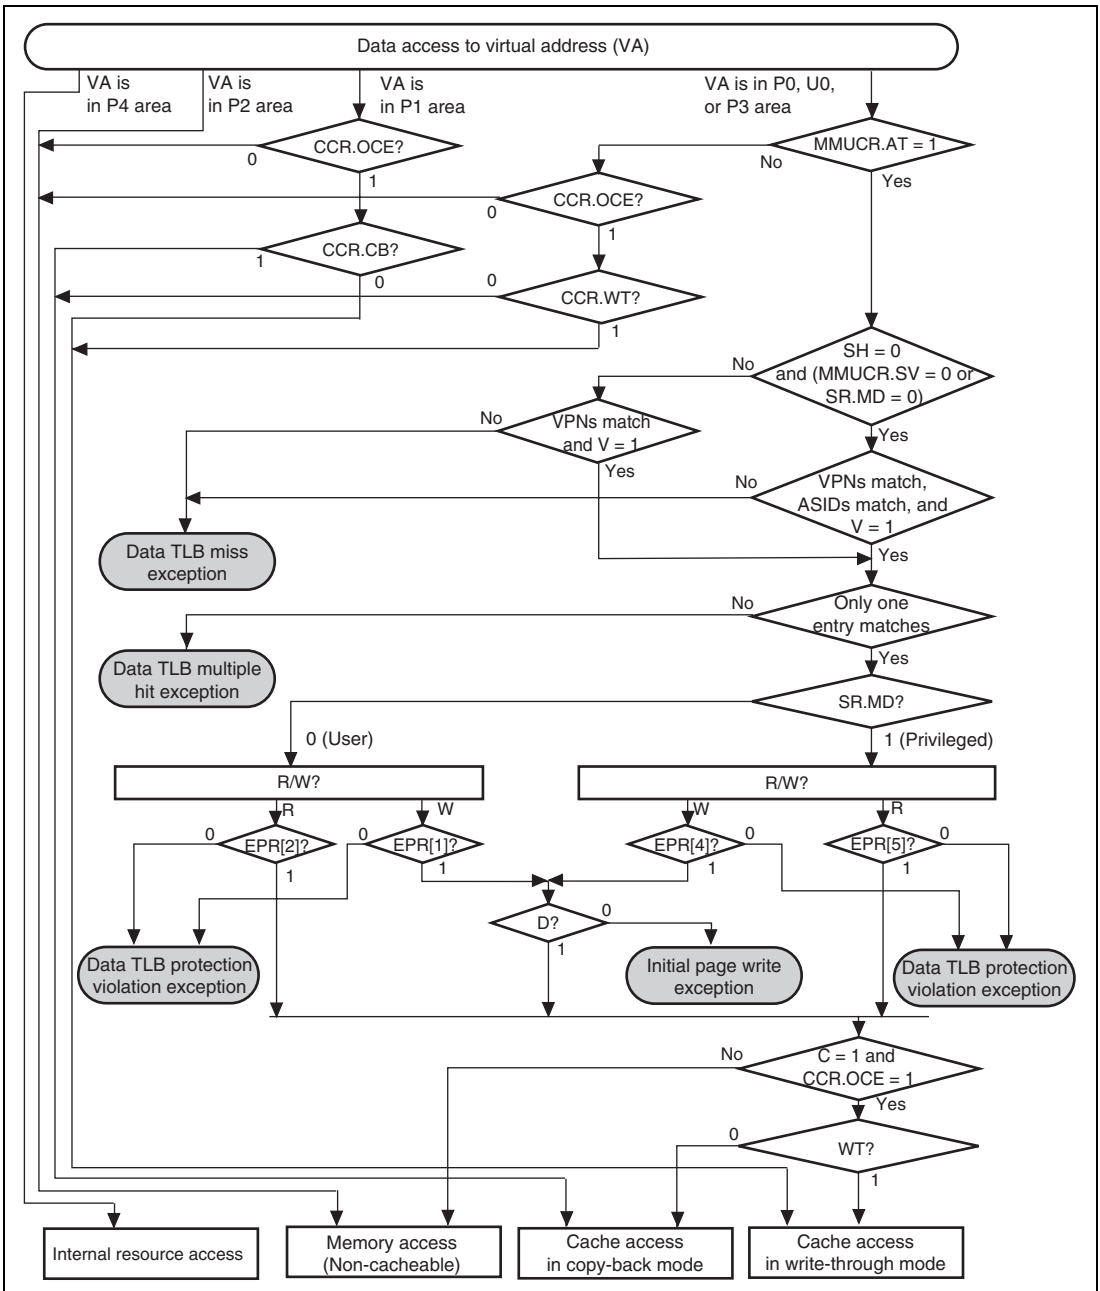 Data access to virtual address (VA)
VA is
in P4 area
VA is
in P2 area
VA is
in P1 area
VA is in P0, U0,
or P3 area
CCR.OCE?
0
1
MMUCR.AT = 1
No
Yes
CCR.OCE?
0
1
CCR.CB?
1
0
CCR.WT?
0
1
SH = 0
and (MMUCR.SV = 0 or
SR.MD = 0)
No
Yes
VPNs match
and V = 1
No
Yes
VPNs match,
ASIDs match, and
V = 1
No
Yes
Data TLB miss
exception
Only one
entry matches
No
Yes
Data TLB multiple
hit exception
SR.MD?
0 (User)
1 (Privileged)
R/W?
R/W?
R
W
W
R
EPR[2]?
0
1
EPR[1]?
0
1
EPR[4]?
0
1
EPR[5]?
0
1
D?
0
1
Data TLB protection
violation exception
Initial page write
exception
Data TLB protection
violation exception
C = 1 and
CCR.OCE = 1
No
Yes
WT?
0
1
Internal resource access
Memory access
(Non-cacheable)
Cache access
in copy-back mode
Cache access
in write-through mode